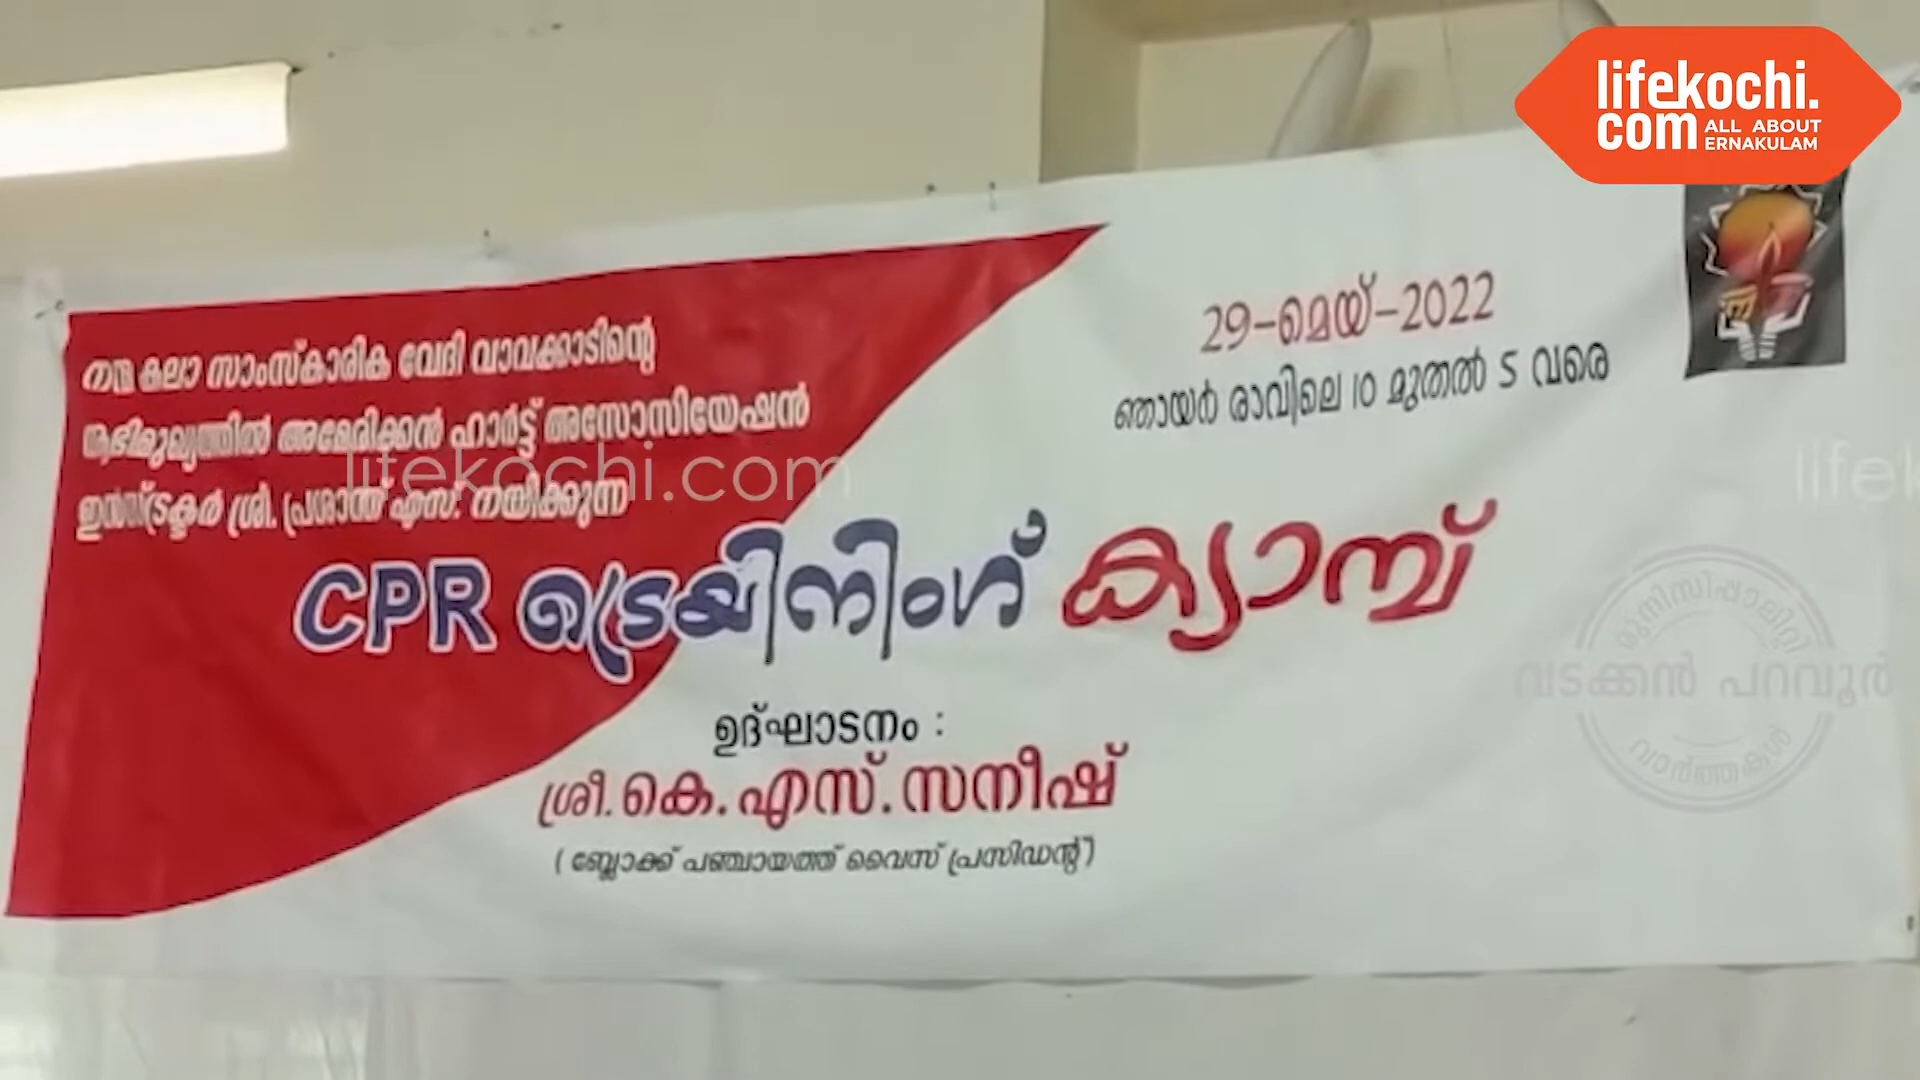 lifekochi.
com ALL ABOUT
ERNAKULAM
നന്മ കലാ സാംസ്കാരിക വേദി വാവക്കാടിന്റെ
ആഭിമുഖ്യത്തിൽ അമേരിക്കൻ ഹാർട്ട് അസോസിയേഷൻ
ഇൻസ്ട്രക്ടർ ശ്രീ. പ്രശാന്ത് എസ്. നയിക്കുന്ന
29-മെയ്-2022
ഞായർ രാവിലെ 10 മുതൽ 5 വരെ
CPR ട്രെയിനിംഗ് ക്യാമ്പ്
ഉദ്ഘാടനം :
ശ്രീ. കെ. എസ്. സനീഷ്
( ബ്ലോക്ക് പഞ്ചായത്ത് വൈസ് പ്രസിഡന്റ് )
lifekochi.com
lifek
മുനിസിപ്പാലിറ്റി
വടക്കൻ പറവൂർ
വാർത്തകൾ